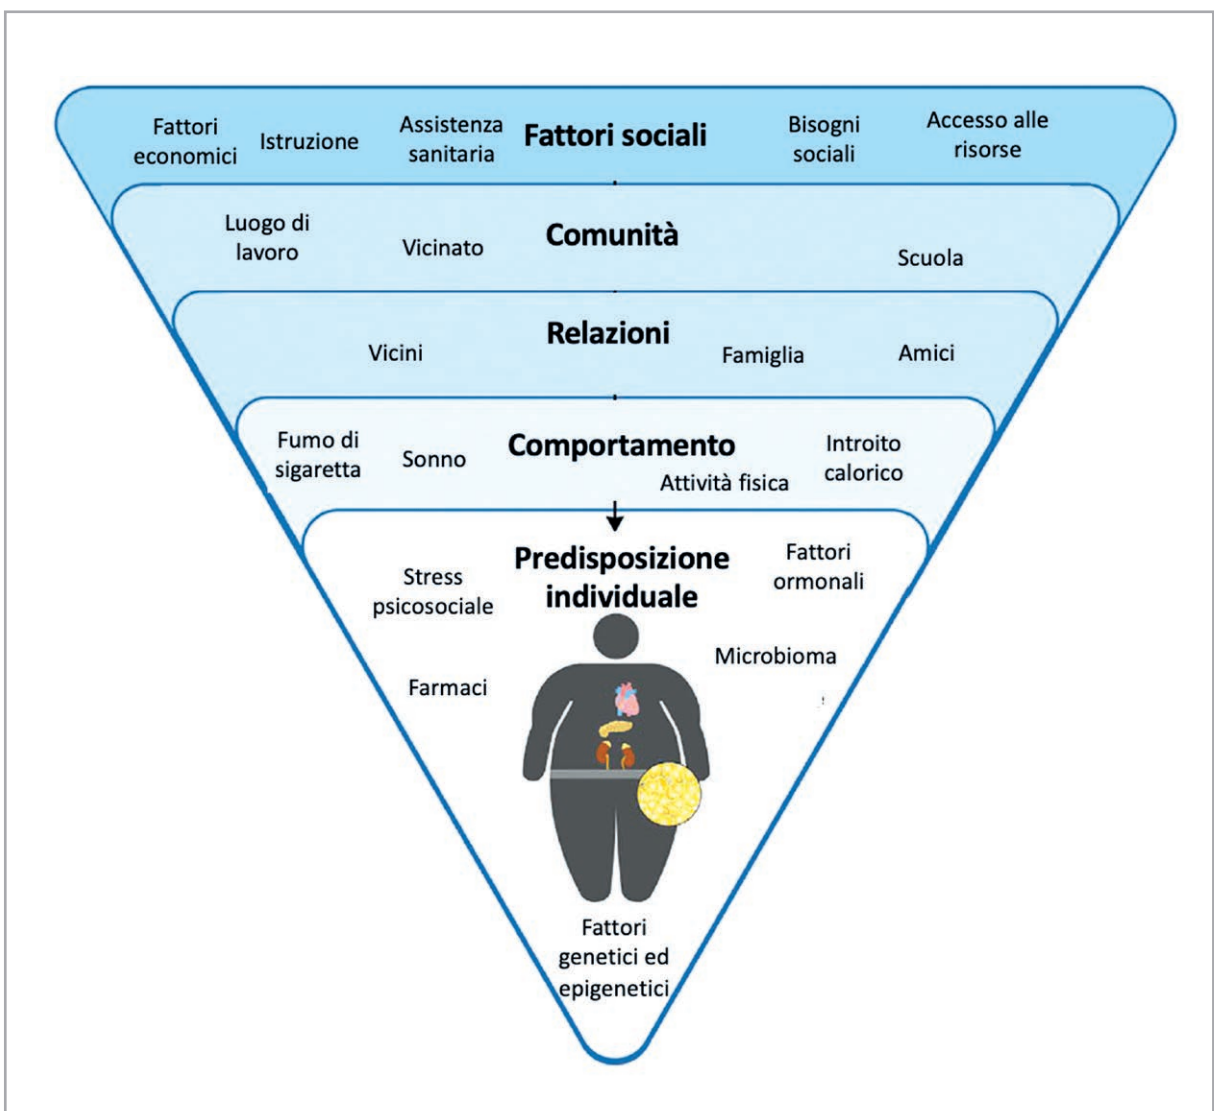 Fattori
economici
Istruzione
Assistenza
sanitaria
Fattori sociali
Bisogni
sociali
Accesso alle
risorse
Luogo di
lavoro
Vicinato
Comunità
Scuola
Vicini
Relazioni
Famiglia
Amici
Fumo di
sigaretta
Sonno
Comportamento
Attività fisica
Introito
calorico
Predisposizione
individuale
Stress
psicosociale
Fattori
ormonali
Farmaci
Microbioma
Fattori
genetici ed
epigenetici